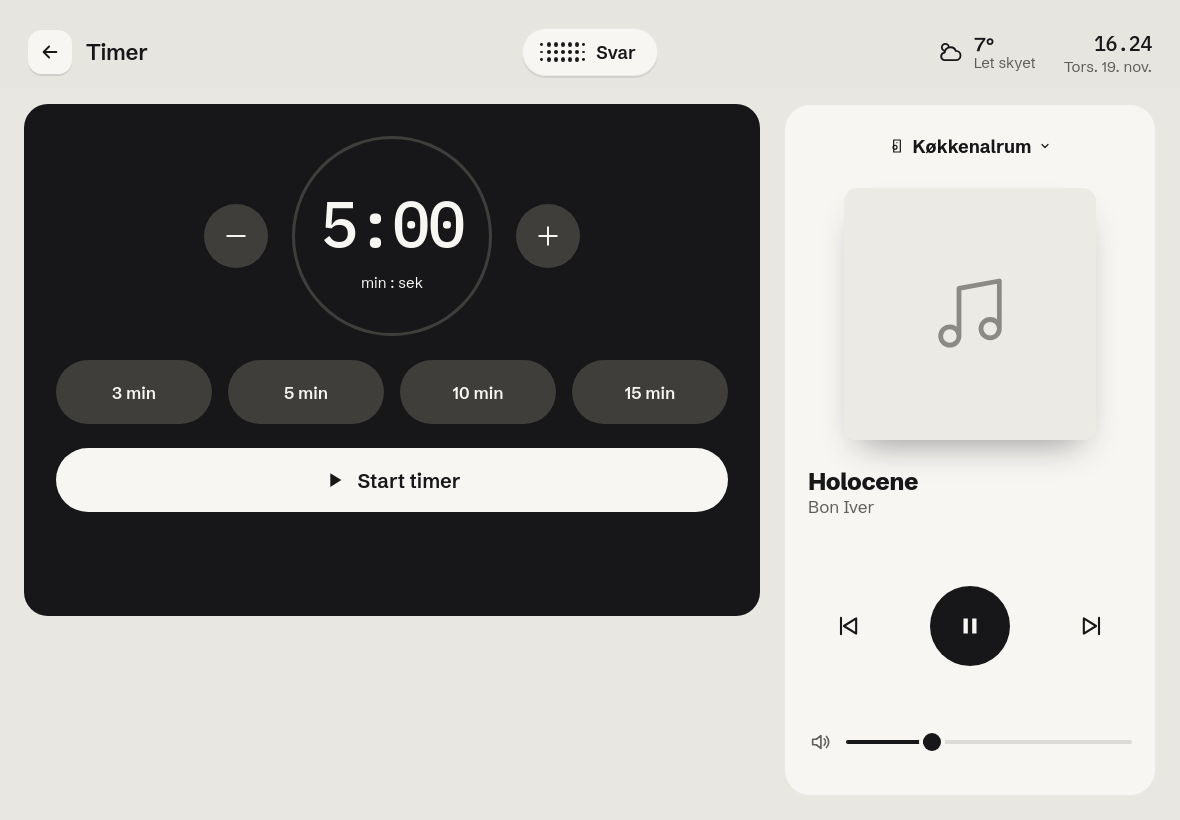 Timer
Svar
7°
Let skyet
16.24
Tors. 19. nov.
5:00
min : sek
3 min
5 min
10 min
15 min
Start timer
Køkkenalrum
Holocene
Bon Iver